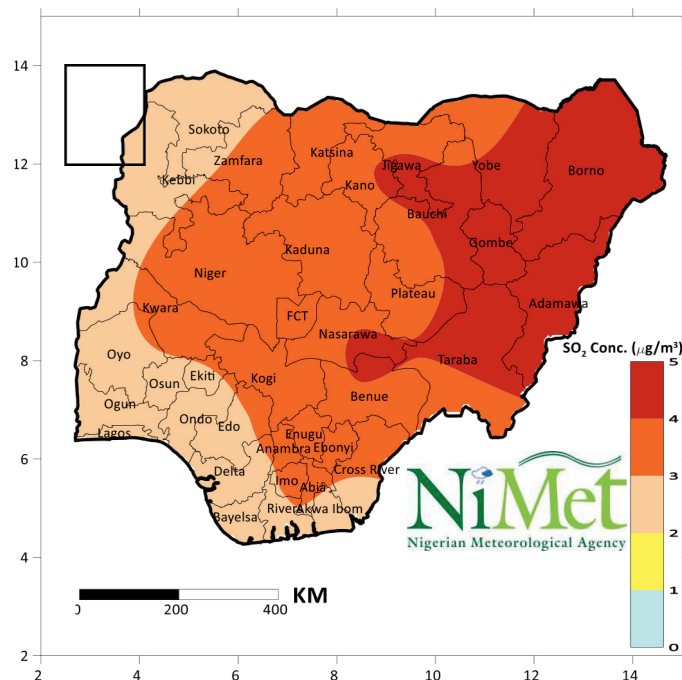 14
12
10
8
6
4
2
2 4 6 8 10 12 14
Sokoto
Zamfara
Kebbi
Katsina
Kano
Jigawa
Yobe
Borno
Bauchi
Gombe
Kaduna
Niger
Plateau
Adamawa
Kwara
FCT
Nasarawa
Taraba
Oyo
Osun
Ekiti
Kogi
Benue
Ogun
Lagos
Ondo
Edo
Enugu
Anambra
Ebonyi
Delta
Imo
Abia
Cross River
Bayelsa
Rivers
Akwa Ibom
SO₂ Conc. (μg/m³)
5
4
3
2
1
0
NiMet
Nigerian Meteorological Agency
KM
0 200 400